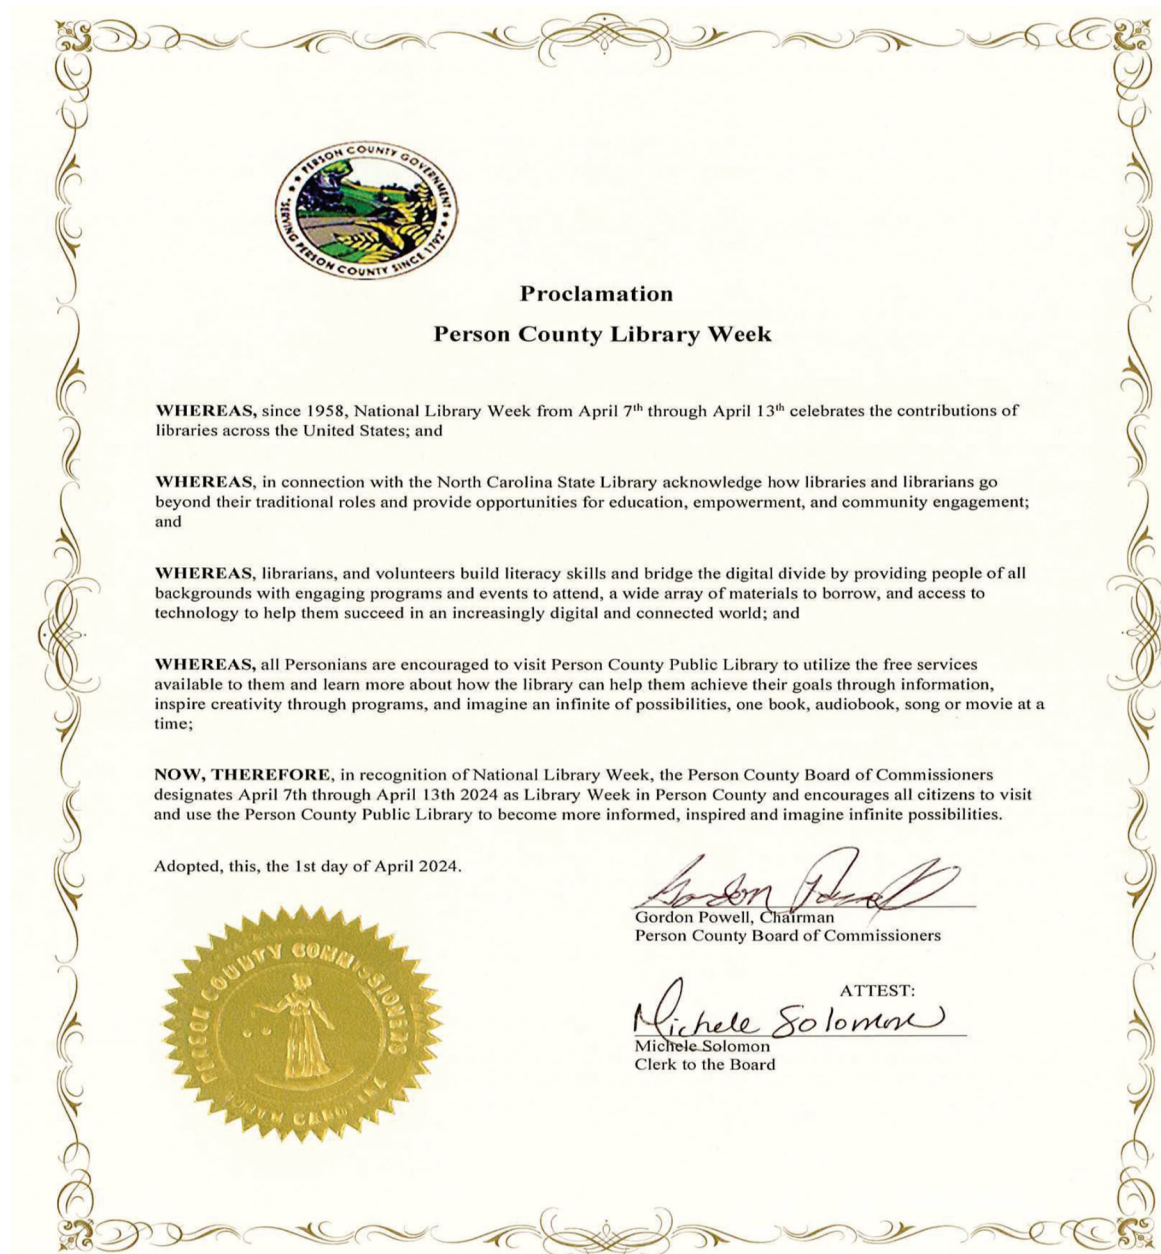 PERSON COUNTY GOVERNMENT
"SERVING PERSON COUNTY SINCE 1792"
Proclamation
Person County Library Week
WHEREAS, since 1958, National Library Week from April 7th through April 13th celebrates the contributions of
libraries across the United States; and
WHEREAS, in connection with the North Carolina State Library acknowledge how libraries and librarians go
beyond their traditional roles and provide opportunities for education, empowerment, and community engagement;
and
WHEREAS, librarians, and volunteers build literacy skills and bridge the digital divide by providing people of all
backgrounds with engaging programs and events to attend, a wide array of materials to borrow, and access to
technology to help them succeed in an increasingly digital and connected world; and
WHEREAS, all Personians are encouraged to visit Person County Public Library to utilize the free services
available to them and learn more about how the library can help them achieve their goals through information,
inspire creativity through programs, and imagine an infinite of possibilities, one book, audiobook, song or movie at a
time;
NOW, THEREFORE, in recognition of National Library Week, the Person County Board of Commissioners
designates April 7th through April 13th 2024 as Library Week in Person County and encourages all citizens to visit
and use the Person County Public Library to become more informed, inspired and imagine infinite possibilities.
Adopted, this, the 1st day of April 2024.
Gordon Powell
Gordon Powell, Chairman
Person County Board of Commissioners
ATTEST:
Michele Solomon
Michele Solomon
Clerk to the Board
PERSON COUNTY COMMISSIONERS
NORTH CAROLINA